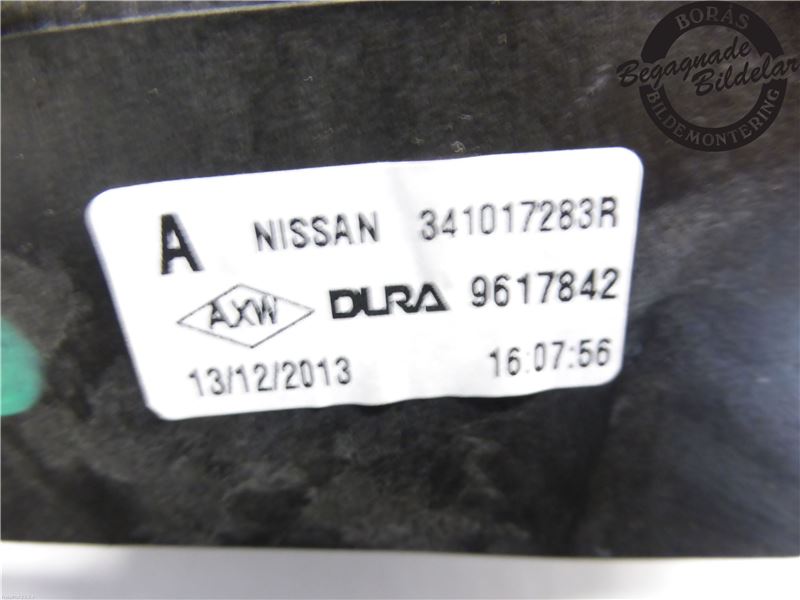 BORÅS
Begagnade
Bildelar
BILDEMONTERING
A NISSAN 341017283R
AXW DURA 9617842
13/12/2013 16:07:56